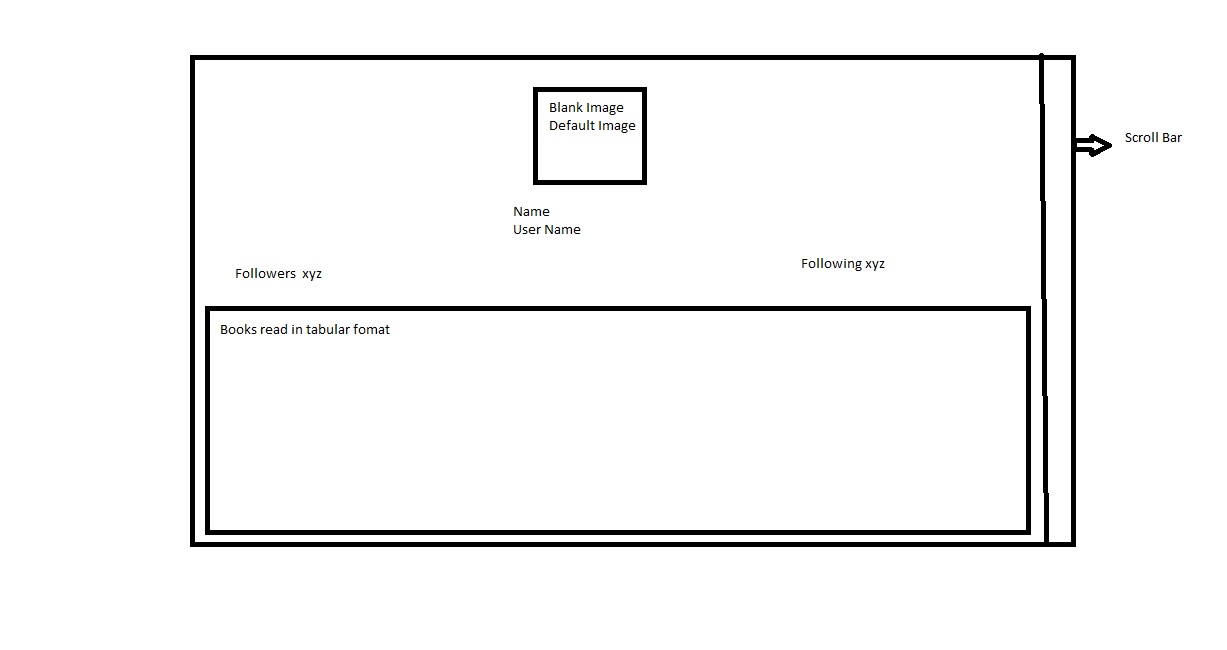 Blank Image
Default Image
Scroll Bar
Name
User Name
Followers  xyz
Following xyz
Books read in tabular fomat